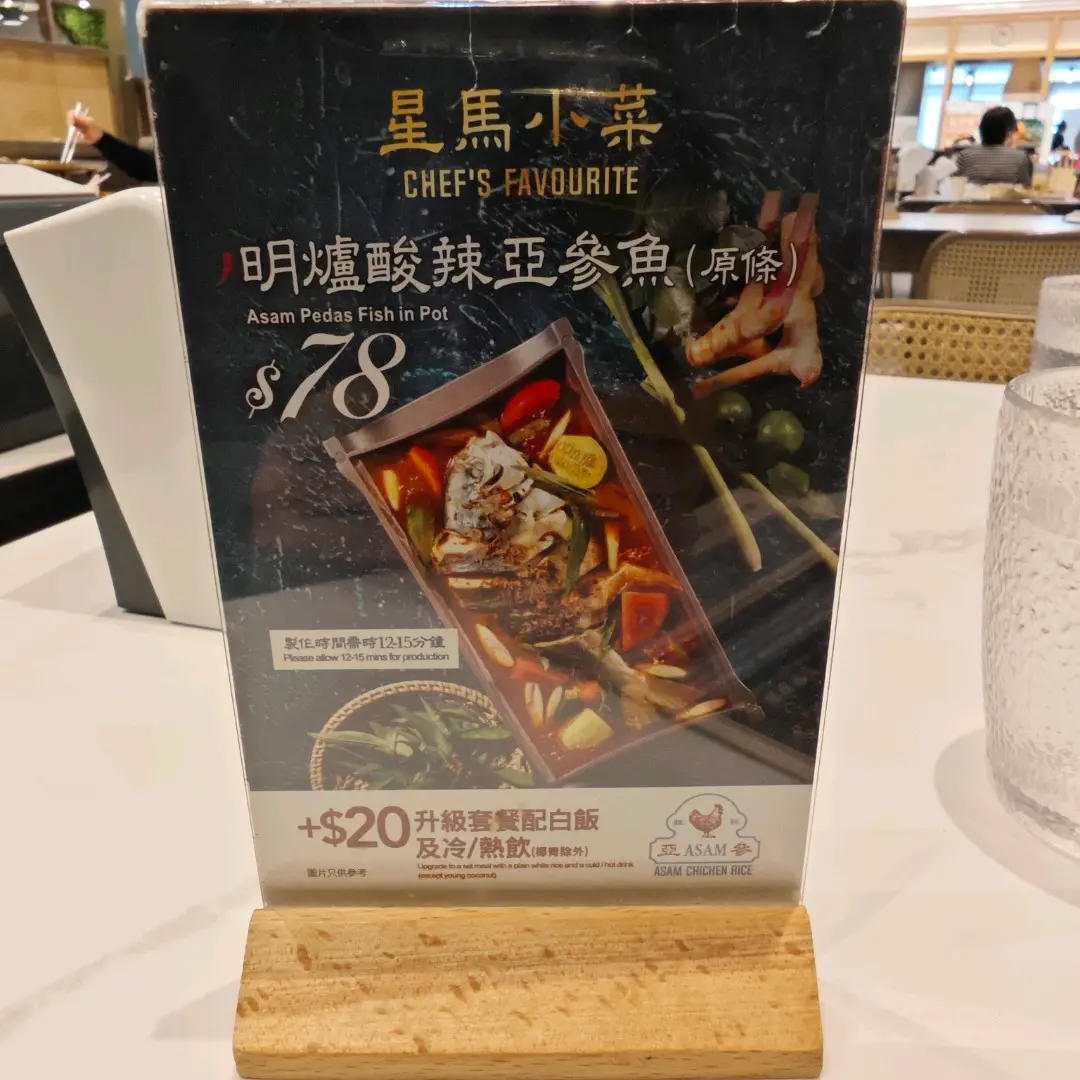 星馬小菜
CHEF'S FAVOURITE
明爐酸辣亞參魚(原條)
Asam Pedas Fish in Pot
$78
製作時間需時12-15分鐘
Please allow 12-15 mins for production
+$20 升級套餐配白飯
及冷/熱飲(椰青除外)
Upgrade to a set meal with a plain white rice and a cold / hot drink
(except young coconut)
圖片只供參考
亞 ASAM 參
ASAM CHICKEN RICE